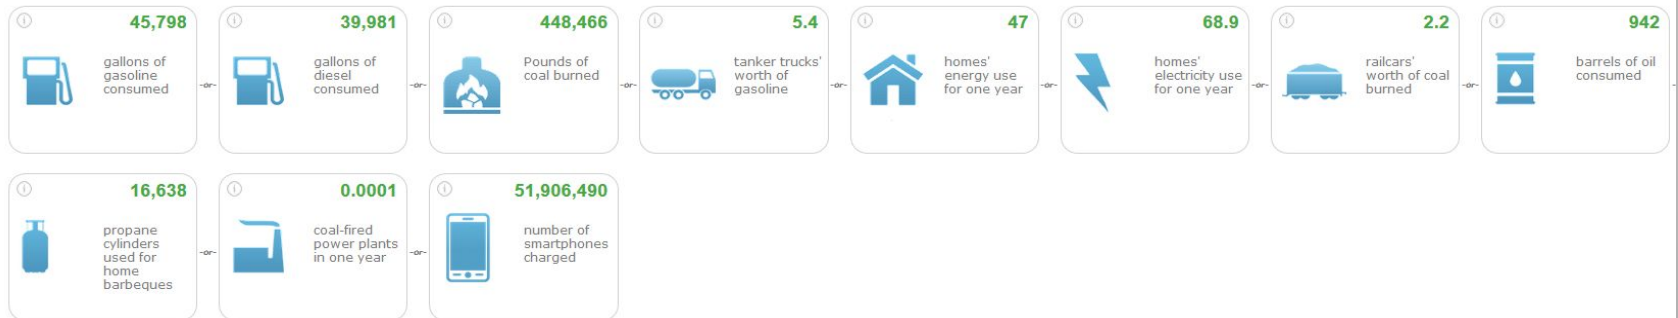 45,798
gallons of
gasoline
consumed
-or-
39,981
gallons of
diesel
consumed
-or-
448,466
Pounds of
coal burned
-or-
5.4
tanker trucks'
worth of
gasoline
-or-
47
homes'
energy use
for one year
-or-
68.9
homes'
electricity use
for one year
-or-
2.2
railcars'
worth of coal
burned
-or-
942
barrels of oil
consumed
16,638
propane
cylinders
used for
home
barbeques
-or-
0.0001
coal-fired
power plants
in one year
-or-
51,906,490
number of
smartphones
charged